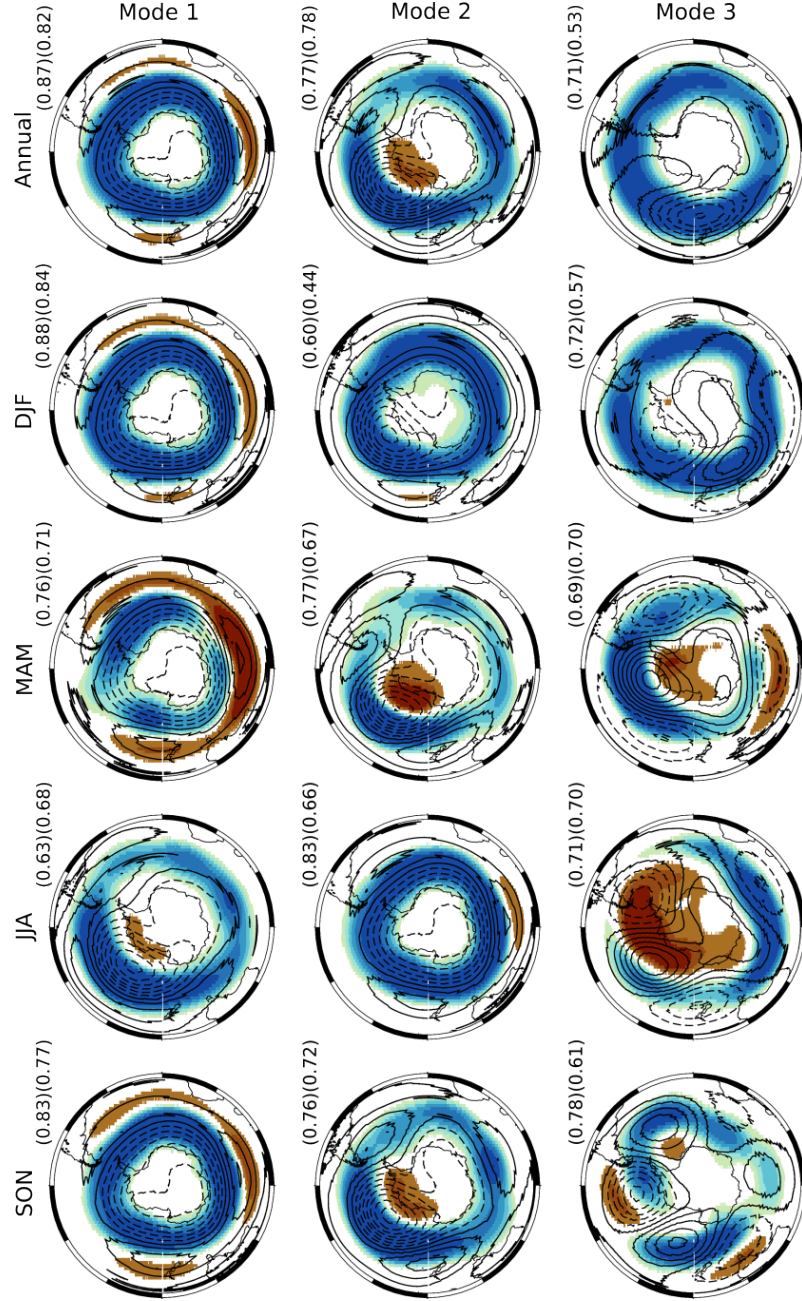 Mode 1
Mode 2
Mode 3
Annual
(0.87)(0.82)
(0.77)(0.78)
(0.71)(0.53)
DJF
(0.88)(0.84)
(0.60)(0.44)
(0.72)(0.57)
MAM
(0.76)(0.71)
(0.77)(0.67)
(0.69)(0.70)
JJA
(0.63)(0.68)
(0.83)(0.66)
(0.71)(0.70)
SON
(0.83)(0.77)
(0.76)(0.72)
(0.78)(0.61)